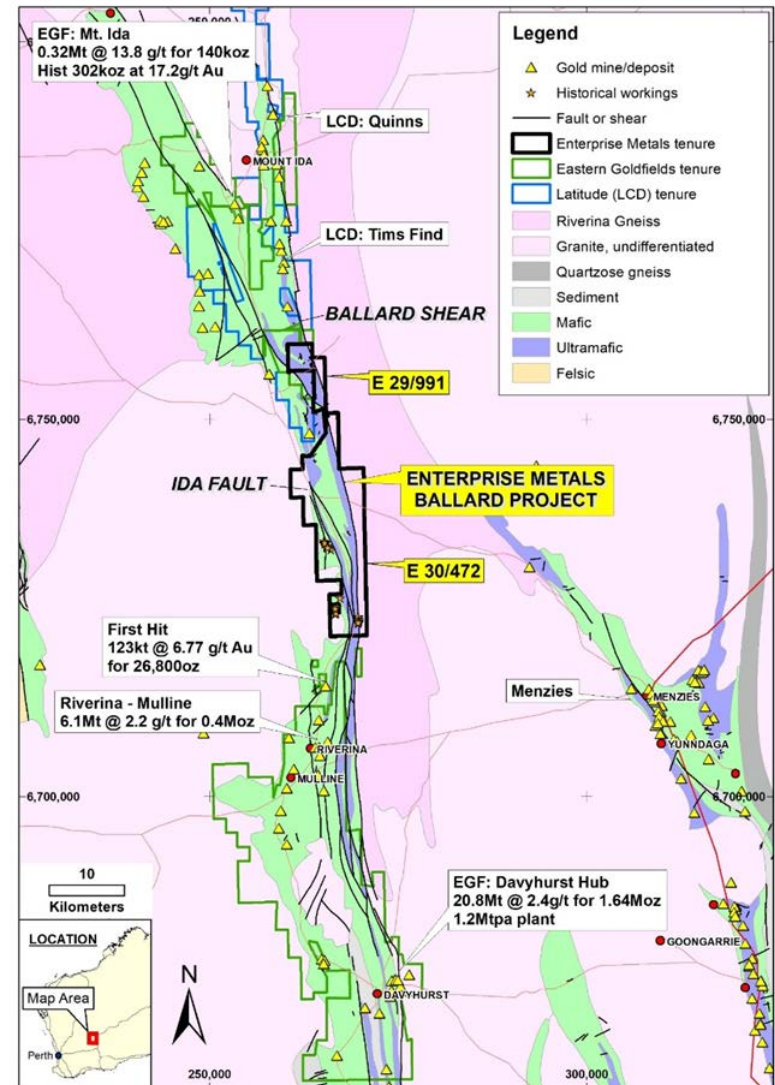 250,000
EGF: Mt. Ida
0.32Mt @ 13.8 g/t for 140koz
Hist 302koz at 17.2g/t Au
LCD: Quinns
MOUNT IDA
LCD: Tims Find
BALLARD SHEAR
E 29/991
6,750,000
6,750,000
IDA FAULT
ENTERPRISE METALS
BALLARD PROJECT
E 30/472
First Hit
123kt @ 6.77 g/t Au
for 26,800oz
Riverina - Mulline
6.1Mt @ 2.2 g/t for 0.4Moz
Menzies
MENZIES
YUNNDAGA
RIVERINA
MULLINE
6,700,000
6,700,000
EGF: Davyhurst Hub
20.8Mt @ 2.4g/t for 1.64Moz
1.2Mtpa plant
GOONGARRIE
DAVYHURST
250,000
300,000
Legend
Gold mine/deposit
Historical workings
Fault or shear
Enterprise Metals tenure
Eastern Goldfields tenure
Latitude (LCD) tenure
Riverina Gneiss
Granite, undifferentiated
Quartzose gneiss
Sediment
Mafic
Ultramafic
Felsic
10
Kilometers
LOCATION
Map Area
Perth
N